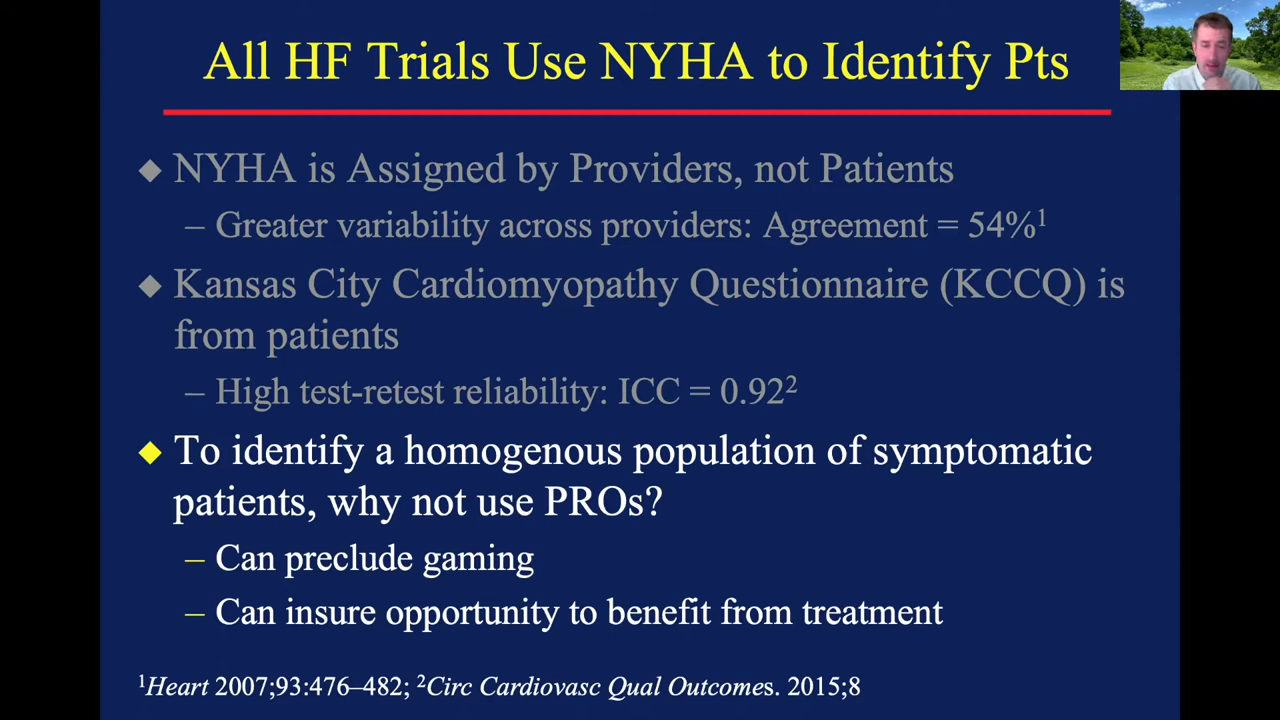 All HF Trials Use NYHA to Identify Pts
◆ NYHA is Assigned by Providers, not Patients
– Greater variability across providers: Agreement = 54%¹
◆ Kansas City Cardiomyopathy Questionnaire (KCCQ) is
from patients
– High test-retest reliability: ICC = 0.92²
◆ To identify a homogenous population of symptomatic
patients, why not use PROs?
– Can preclude gaming
– Can insure opportunity to benefit from treatment
¹Heart 2007;93:476–482; ²Circ Cardiovasc Qual Outcomes. 2015;8